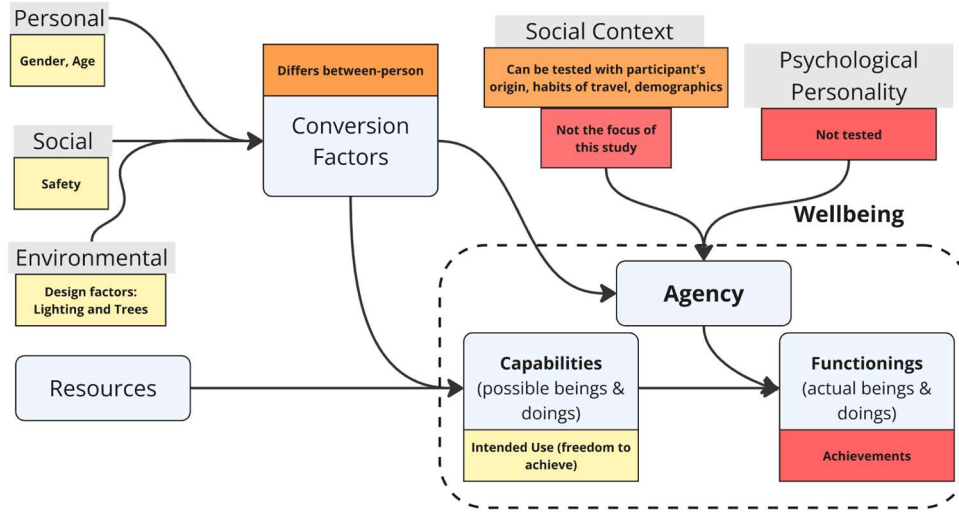 Personal
Gender, Age
Social
Safety
Environmental
Design factors:
Lighting and Trees
Resources
Differs between-person
Conversion
Factors
Social Context
Can be tested with participant's
origin, habits of travel, demographics
Not the focus of
this study
Psychological
Personality
Not tested
Wellbeing
Agency
Capabilities
(possible beings &
doings)
Intended Use (freedom to
achieve)
Functionings
(actual beings &
doings)
Achievements